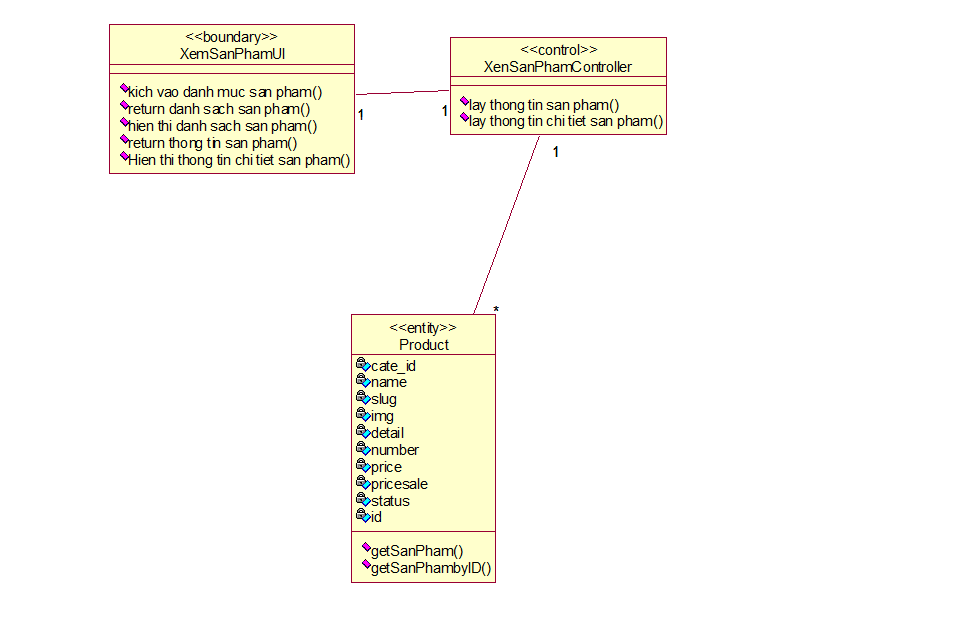 <<boundary>>
XemSanPhamUI
kich vao danh muc san pham()
return danh sach san pham()
hien thi danh sach san pham()
return thong tin san pham()
Hien thi thong tin chi tiet san pham()
1
1
<<control>>
XenSanPhamController
lay thong tin san pham()
lay thong tin chi tiet san pham()
1
*
<<entity>>
Product
cate_id
name
slug
img
detail
number
price
pricesale
status
id
getSanPham()
getSanPhambyID()